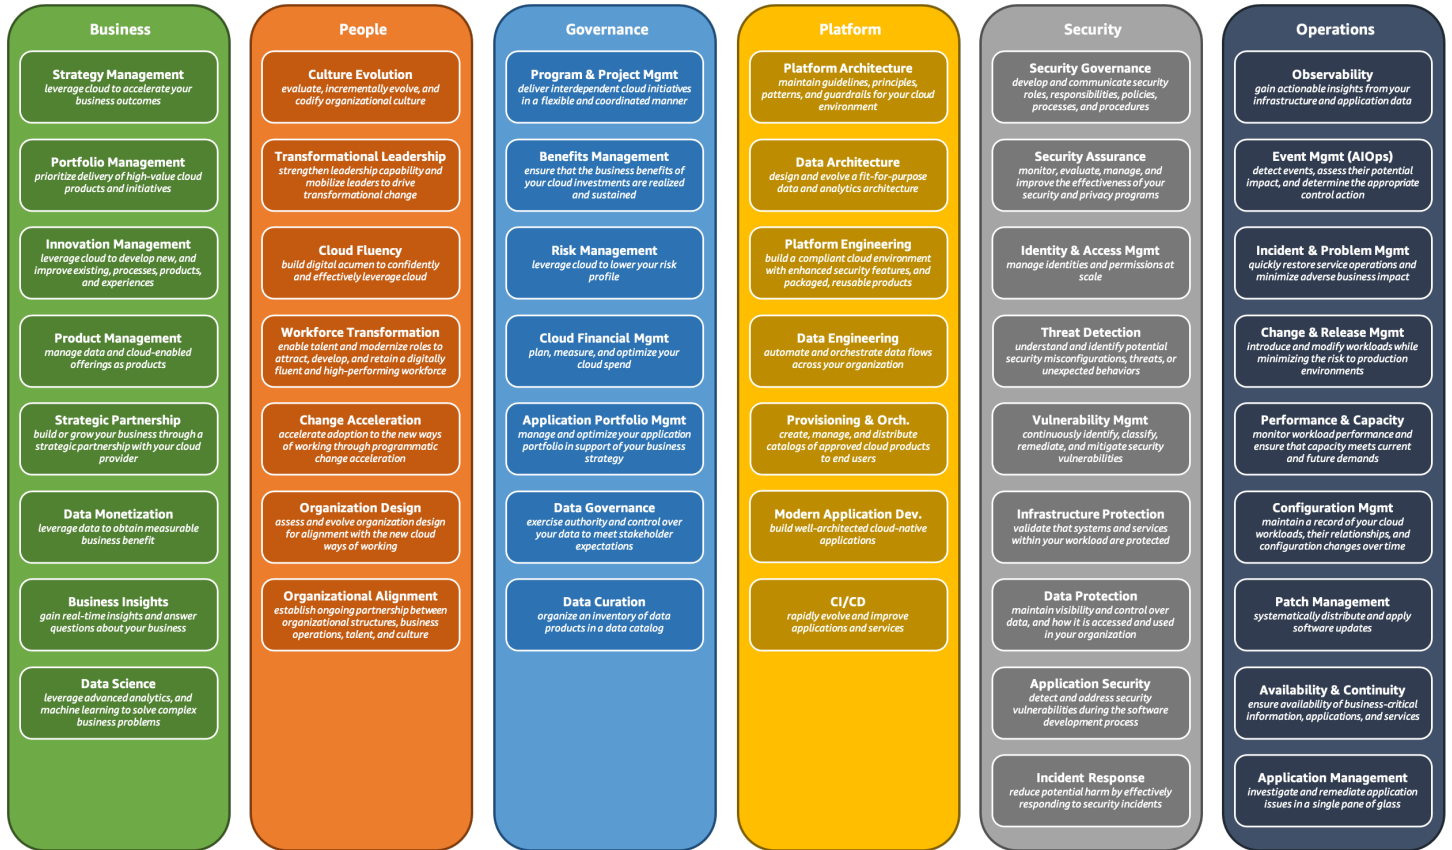 Business
Strategy Management
leverage cloud to accelerate your
business outcomes
Portfolio Management
prioritize delivery of high-value cloud
products and initiatives
Innovation Management
leverage cloud to develop new, and
improve existing, processes, products,
and experiences
Product Management
manage data and cloud-enabled
offerings as products
Strategic Partnership
build or grow your business through a
strategic partnership with your cloud
provider
Data Monetization
leverage data to obtain measurable
business benefit
Business Insights
gain real-time insights and answer
questions about your business
Data Science
leverage advanced analytics, and
machine learning to solve complex
business problems
People
Culture Evolution
evaluate, incrementally evolve, and
codify organizational culture
Transformational Leadership
strengthen leadership capability and
mobilize leaders to drive
transformational change
Cloud Fluency
build digital acumen to confidently
and effectively leverage cloud
Workforce Transformation
enable talent and modernize roles to
attract, develop, and retain a digitally
fluent and high-performing workforce
Change Acceleration
accelerate adoption to the new ways
of working through programmatic
change acceleration
Organization Design
assess and evolve organization design
for alignment with the new cloud
ways of working
Organizational Alignment
establish ongoing partnership between
organizational structures, business
operations, talent, and culture
Governance
Program & Project Mgmt
deliver interdependent cloud initiatives
in a flexible and coordinated manner
Benefits Management
ensure that the business benefits of
your cloud investments are realized
and sustained
Risk Management
leverage cloud to lower your risk
profile
Cloud Financial Mgmt
plan, measure, and optimize your
cloud spend
Application Portfolio Mgmt
manage and optimize your application
portfolio in support of your business
strategy
Data Governance
exercise authority and control over
your data to meet stakeholder
expectations
Data Curation
organize an inventory of data
products in a data catalog
Platform
Platform Architecture
maintain guidelines, principles,
patterns, and guardrails for your cloud
environment
Data Architecture
design and evolve a fit-for-purpose
data and analytics architecture
Platform Engineering
build a compliant cloud environment
with enhanced security features, and
packaged, reusable products
Data Engineering
automate and orchestrate data flows
across your organization
Provisioning & Orch.
create, manage, and distribute
catalogs of approved cloud products
to end users
Modern Application Dev.
build well-architected cloud-native
applications
CI/CD
rapidly evolve and improve
applications and services
Security
Security Governance
develop and communicate security
roles, responsibilities, policies,
processes, and procedures
Security Assurance
monitor, evaluate, manage, and
improve the effectiveness of your
security and privacy programs
Identity & Access Mgmt
manage identities and permissions at
scale
Threat Detection
understand and identify potential
security misconfigurations, threats, or
unexpected behaviors
Vulnerability Mgmt
continuously identify, classify,
remediate, and mitigate security
vulnerabilities
Infrastructure Protection
validate that systems and services
within your workload are protected
Data Protection
maintain visibility and control over
data, and how it is accessed and used
in your organization
Application Security
detect and address security
vulnerabilities during the software
development process
Incident Response
reduce potential harm by effectively
responding to security incidents
Operations
Observability
gain actionable insights from your
infrastructure and application data
Event Mgmt (AIOps)
detect events, assess their potential
impact, and determine the appropriate
control action
Incident & Problem Mgmt
quickly restore service operations and
minimize adverse business impact
Change & Release Mgmt
introduce and modify workloads while
minimizing the risk to production
environments
Performance & Capacity
monitor workload performance and
ensure that capacity meets current
and future demands
Configuration Mgmt
maintain a record of your cloud
workloads, their relationships, and
configuration changes over time
Patch Management
systematically distribute and apply
software updates
Availability & Continuity
ensure availability of business-critical
information, applications, and services
Application Management
investigate and remediate application
issues in a single pane of glass